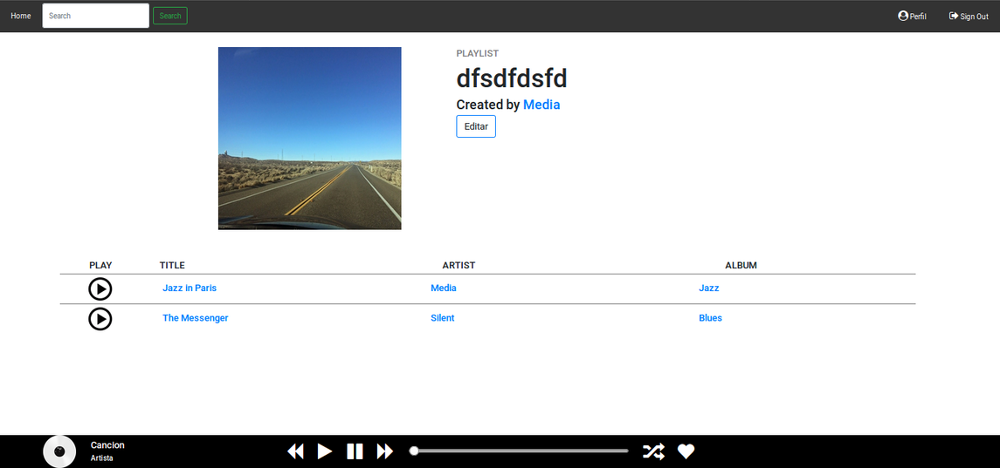 Home Search Search Perfil Sign Out
PLAYLIST
dfsdfdsfd
Created by Media
Editar
PLAY TITLE ARTIST ALBUM
Jazz in Paris Media Jazz
The Messenger Silent Blues
Cancion
Artista